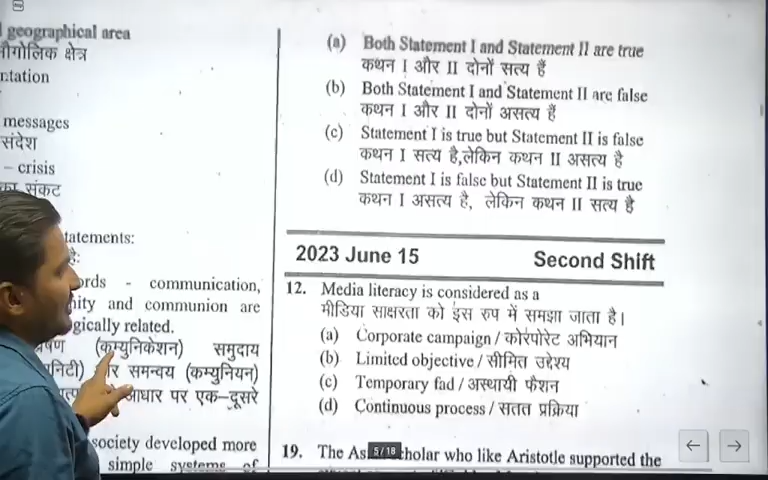 geographical area
भौगोलिक क्षेत्र
messages
संदेश
– crisis
का संकट
tatements:
है:
ords - communication,
nity and communion are
gically related.
(कम्युनिकेशन) समुदाय
समन्वय (कम्युनियन)
आधार पर एक–दूसरे
society developed more
simple systems of
(a) Both Statement I and Statement II are true
कथन I और II दोनों सत्य हैं
(b) Both Statement I and Statement II are false
कथन I और II दोनों असत्य हैं
(c) Statement I is true but Statement II is false
कथन I सत्य है,लेकिन कथन II असत्य है
(d) Statement I is false but Statement II is true
कथन I असत्य है, लेकिन कथन II सत्य है
2023 June 15 Second Shift
12. Media literacy is considered as a
मीडिया साक्षरता को इस रुप में समझा जाता है।
(a) Corporate campaign / कोरपोरेट अभियान
(b) Limited objective / सीमित उद्देश्य
(c) Temporary fad / अस्थायी फैशन
(d) Continuous process / सतत प्रक्रिया
5 / 18
19. The As cholar who like Aristotle supported the